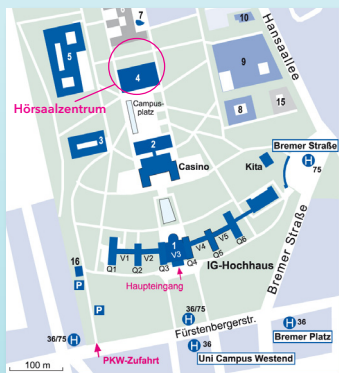 7
10
Hansaallee
5
4
9
Hörsaalzentrum
Campus-
platz
8
15
3
2
Bremer Straße
H
75
Casino
Kita
Bremer Straße
1
V3
V4
V5
Q6
Q5
16
V1
V2
Q3
Q4
Q1
Q2
IG-Hochhaus
P
Haupteingang
P
36/75
H
Fürstenbergerstr.
H 36
36/75
H
H 36
Bremer Platz
Uni Campus Westend
PKW-Zufahrt
100 m